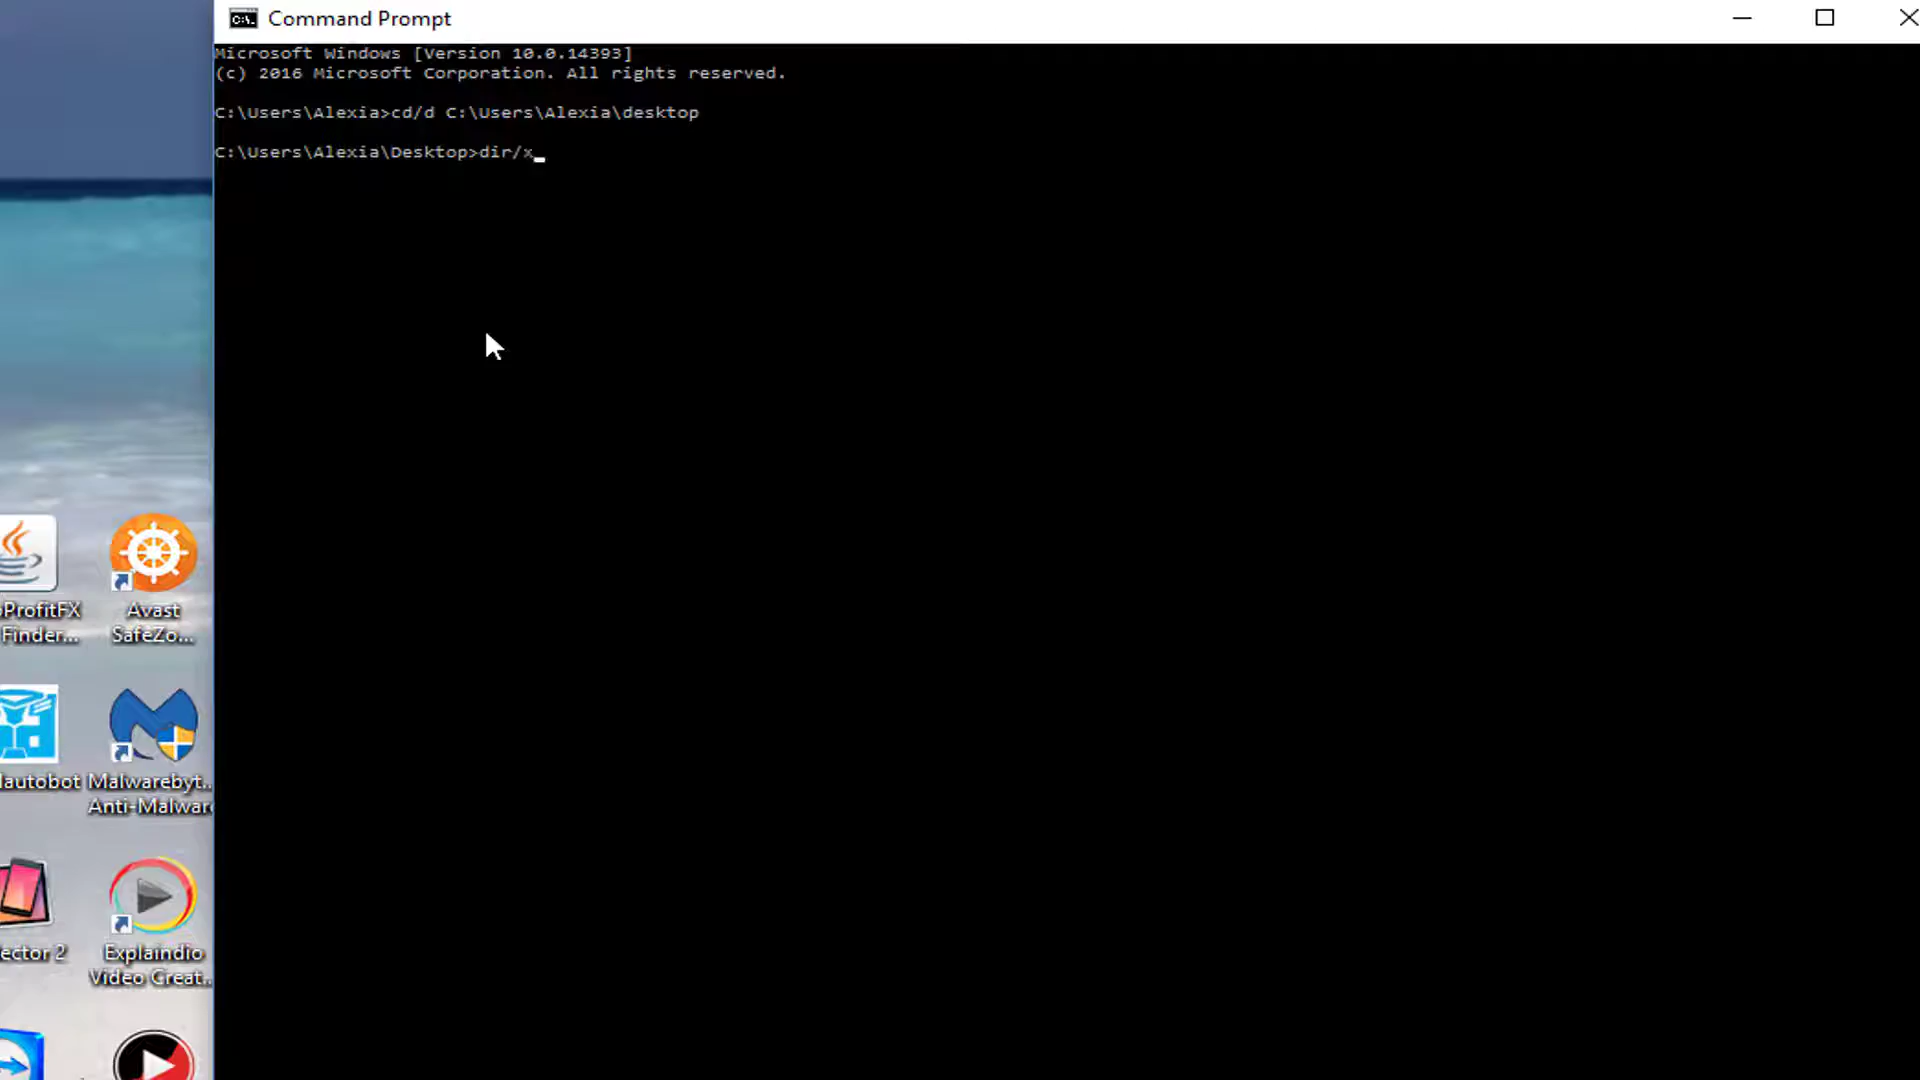 Command Prompt
Microsoft Windows [Version 10.0.14393]
(c) 2016 Microsoft Corporation. All rights reserved.
C:\Users\Alexia>cd/d C:\Users\Alexia\desktop
C:\Users\Alexia\Desktop>dir/x
ProfitFX
Finder...
Avast
SafeZo...
autobot
Malwarebyt...
Anti-Malwar
ector 2
Explaindio
Video Creat...